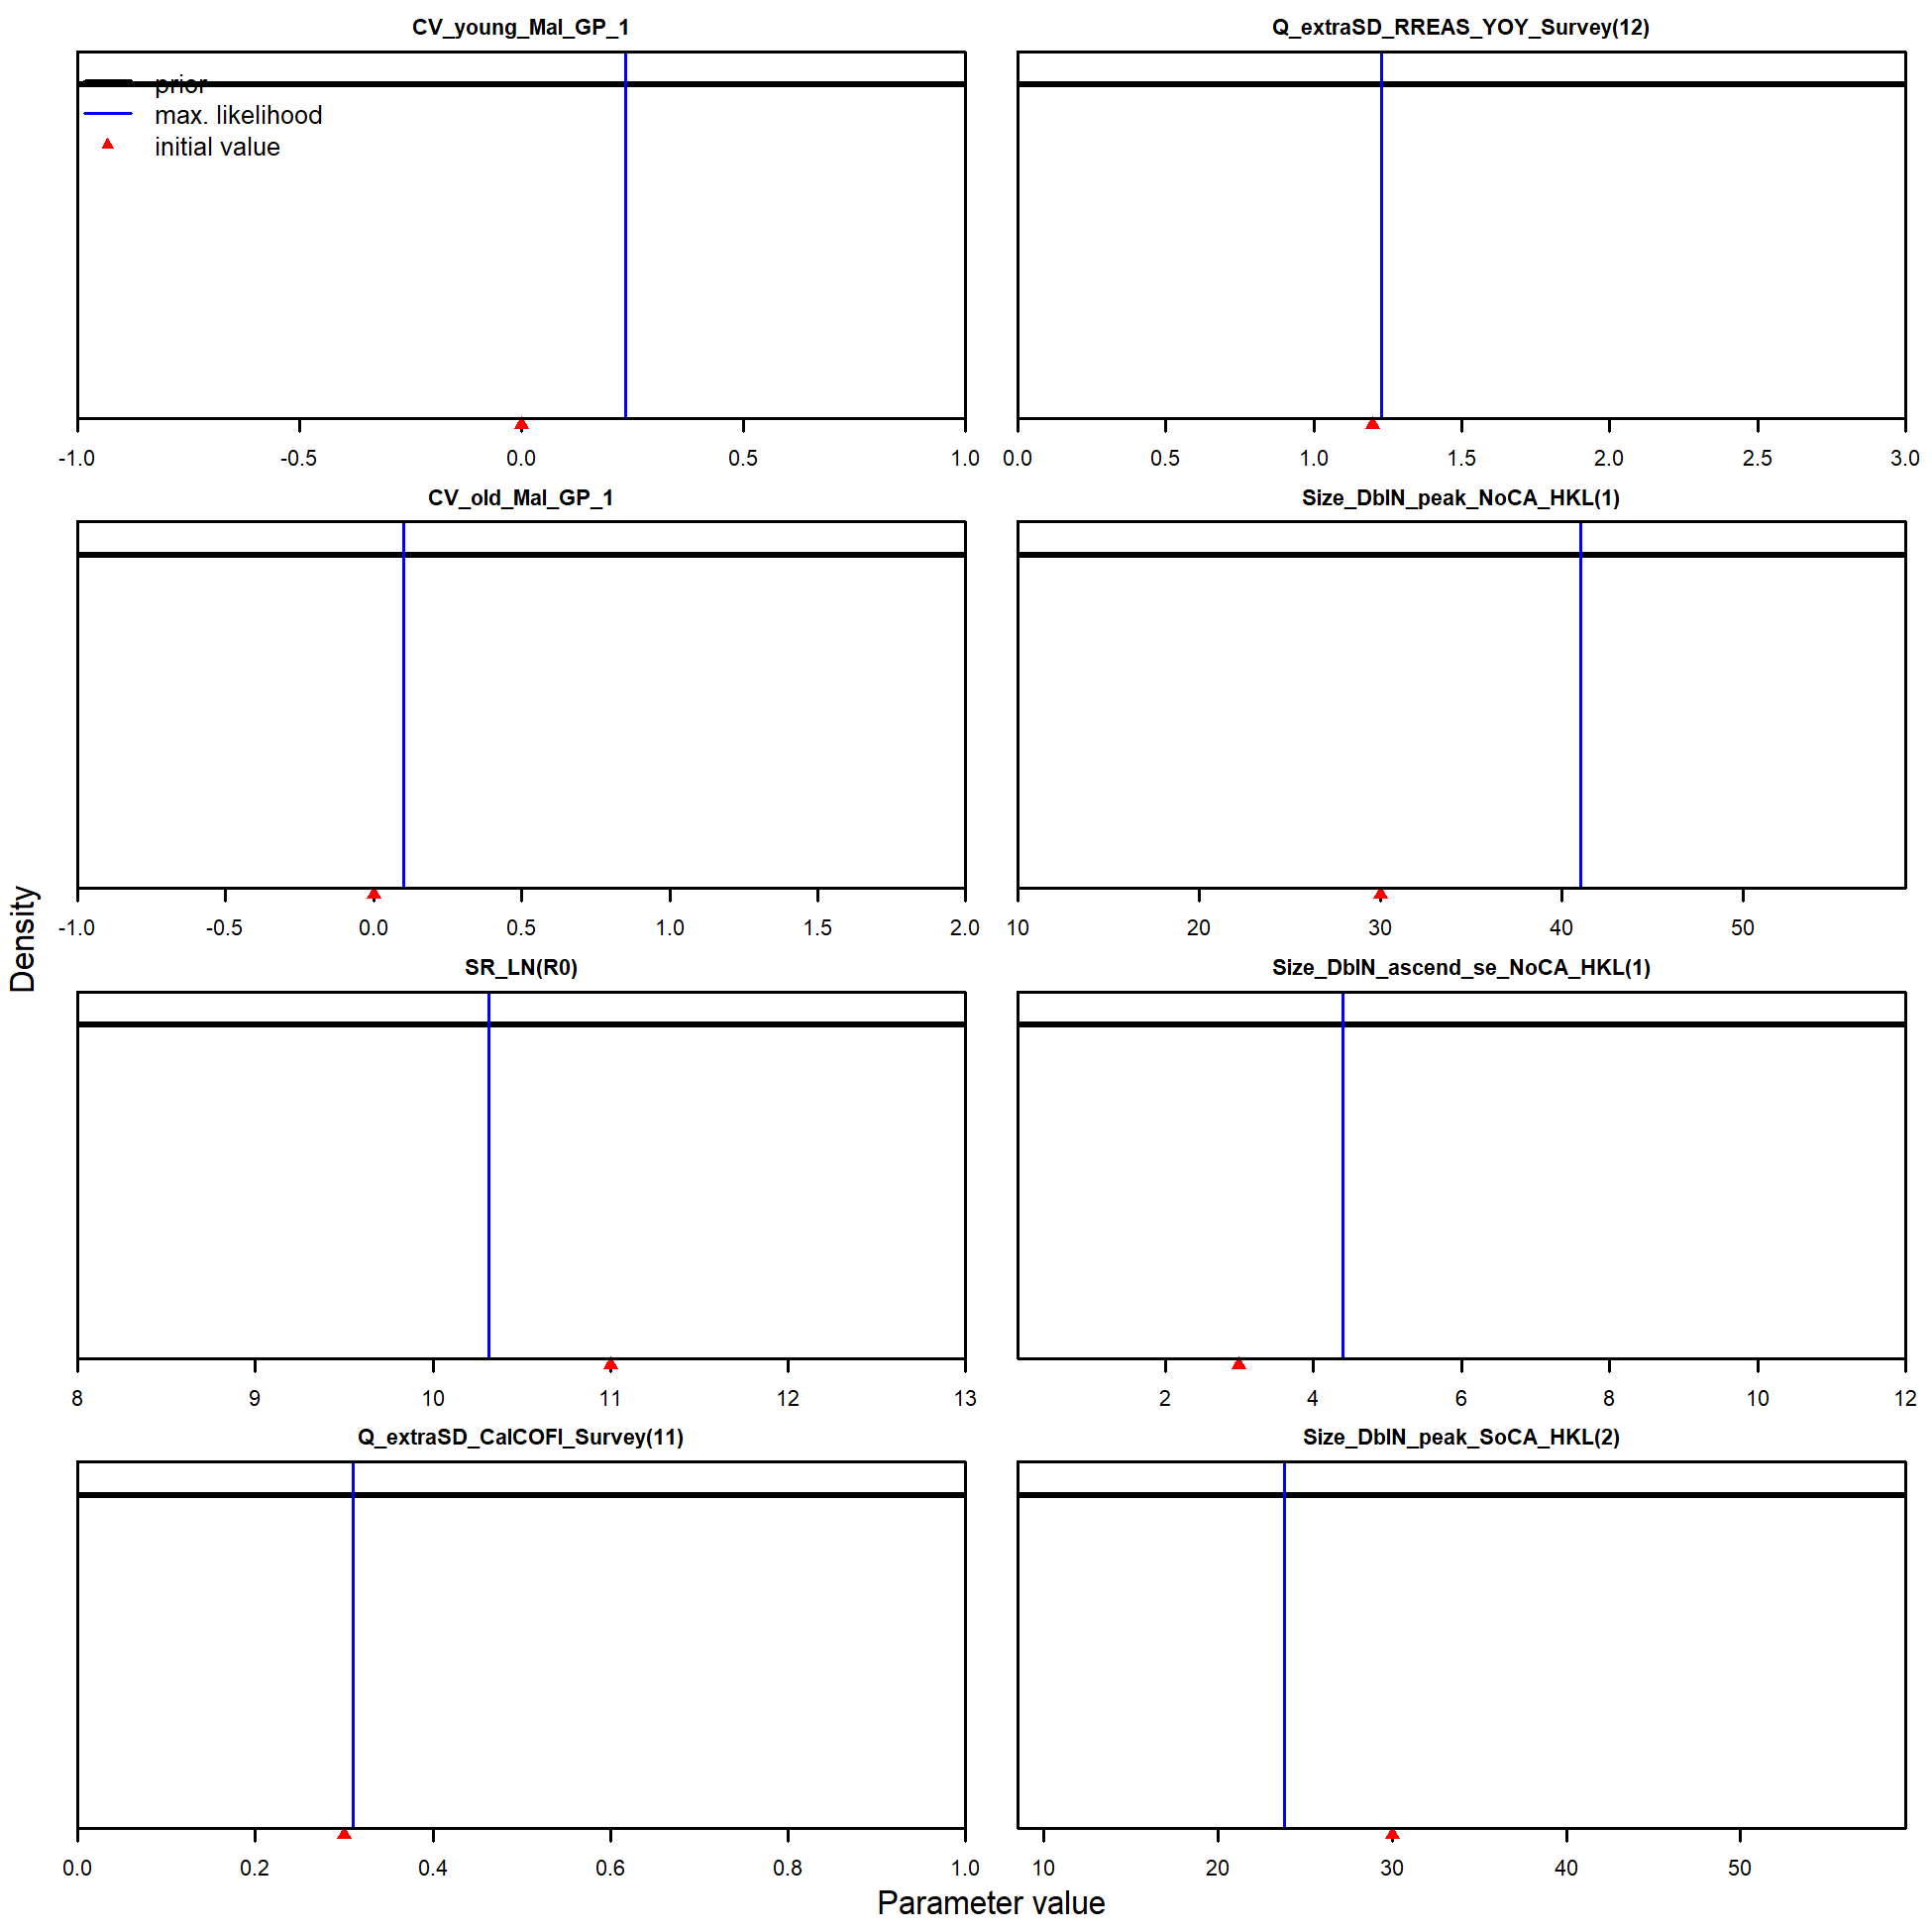 CV_young_Mal_GP_1
prior
max. likelihood
initial value
-1.0 -0.5 0.0 0.5 1.0
Q_extraSD_RREAS_YOY_Survey(12)
0.0 0.5 1.0 1.5 2.0 2.5 3.0
CV_old_Mal_GP_1
-1.0 -0.5 0.0 0.5 1.0 1.5 2.0
Size_DblN_peak_NoCA_HKL(1)
10 20 30 40 50
SR_LN(R0)
8 9 10 11 12 13
Size_DblN_ascend_se_NoCA_HKL(1)
2 4 6 8 10 12
Q_extraSD_CalCOFI_Survey(11)
0.0 0.2 0.4 0.6 0.8 1.0
Size_DblN_peak_SoCA_HKL(2)
10 20 30 40 50
Density
Parameter value